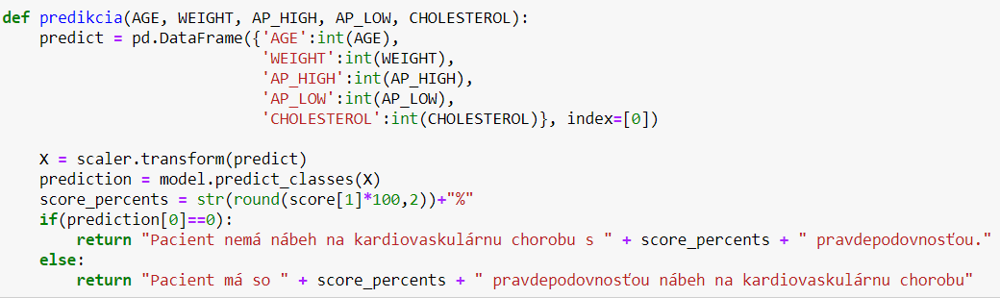 def predikcia(AGE, WEIGHT, AP_HIGH, AP_LOW, CHOLESTEROL):
    predict = pd.DataFrame({'AGE':int(AGE),
                            'WEIGHT':int(WEIGHT),
                            'AP_HIGH':int(AP_HIGH),
                            'AP_LOW':int(AP_LOW),
                            'CHOLESTEROL':int(CHOLESTEROL)}, index=[0])
    X = scaler.transform(predict)
    prediction = model.predict_classes(X)
    score_percents = str(round(score[1]*100,2))+"%"
    if(prediction[0]==0):
        return "Pacient nemá nábeh na kardiovaskulárnu chorobu s " + score_percents + " pravdepodovnosťou."
    else:
        return "Pacient má so " + score_percents + " pravdepodovnosťou nábeh na kardiovaskulárnu chorobu"